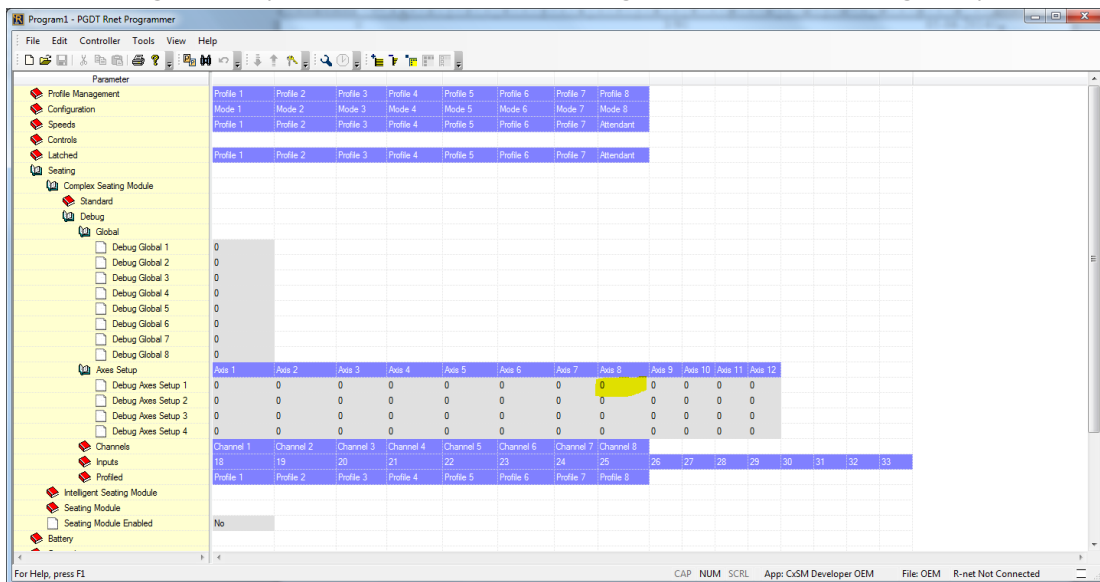 Program1 - PGDT Rnet Programmer
File Edit Controller Tools View Help
Parameter
Profile Management Profile 1 Profile 2 Profile 3 Profile 4 Profile 5 Profile 6 Profile 7 Profile 8
Configuration Mode 1 Mode 2 Mode 3 Mode 4 Mode 5 Mode 6 Mode 7 Mode 8
Speeds Profile 1 Profile 2 Profile 3 Profile 4 Profile 5 Profile 6 Profile 7 Attendant
Controls
Latched Profile 1 Profile 2 Profile 3 Profile 4 Profile 5 Profile 6 Profile 7 Attendant
Seating
Complex Seating Module
Standard
Debug
Global
Debug Global 1 0
Debug Global 2 0
Debug Global 3 0
Debug Global 4 0
Debug Global 5 0
Debug Global 6 0
Debug Global 7 0
Debug Global 8 0
Axes Setup Axis 1 Axis 2 Axis 3 Axis 4 Axis 5 Axis 6 Axis 7 Axis 8 Axis 9 Axis 10 Axis 11 Axis 12
Debug Axes Setup 1 0 0 0 0 0 0 0 0 0 0 0 0
Debug Axes Setup 2 0 0 0 0 0 0 0 0 0 0 0 0
Debug Axes Setup 3 0 0 0 0 0 0 0 0 0 0 0 0
Debug Axes Setup 4 0 0 0 0 0 0 0 0 0 0 0 0
Channels Channel 1 Channel 2 Channel 3 Channel 4 Channel 5 Channel 6 Channel 7 Channel 8
Inputs 18 19 20 21 22 23 24 25 26 27 28 29 30 31 32 33
Profiled Profile 1 Profile 2 Profile 3 Profile 4 Profile 5 Profile 6 Profile 7 Profile 8
Intelligent Seating Module
Seating Module
Seating Module Enabled No
Battery
For Help, press F1 CAP NUM SCRL App: CxSM Developer OEM File: OEM R-net Not Connected